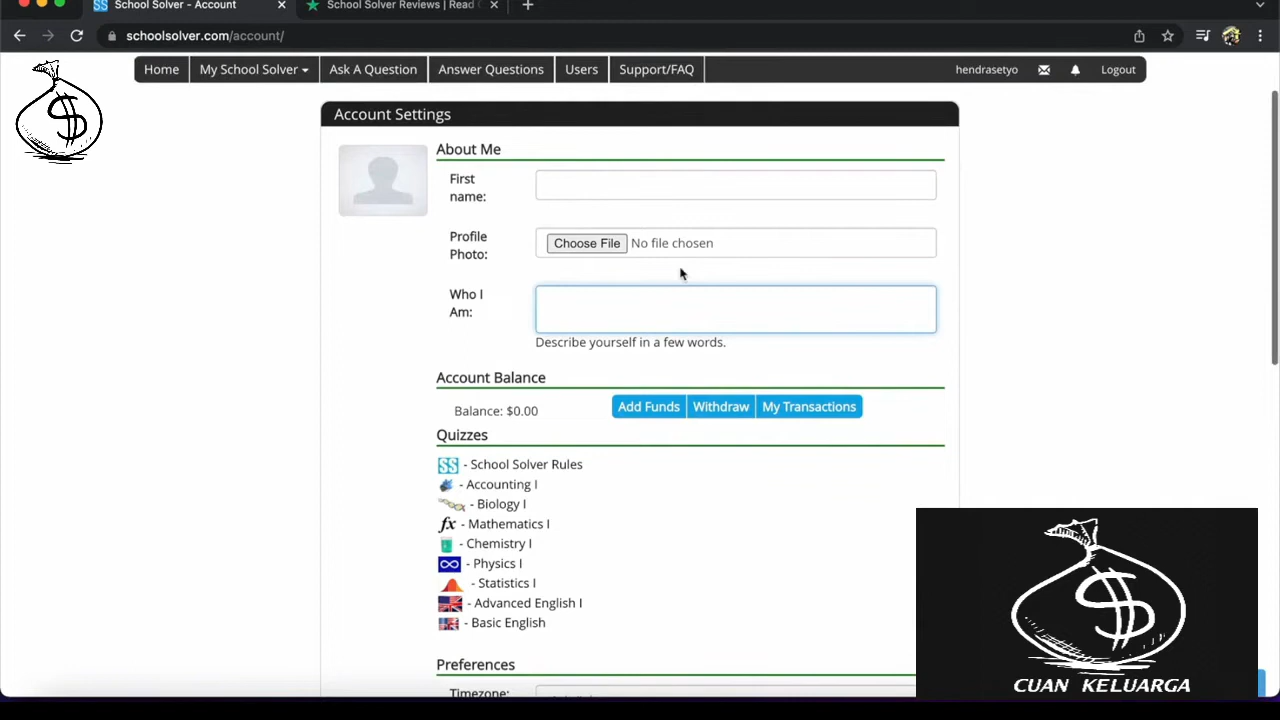 School Solver - Account
School Solver Reviews | Read
schoolsolver.com/account/
Home
My School Solver
Ask A Question
Answer Questions
Users
Support/FAQ
hendrasetyo
Logout
$
Account Settings
About Me
First
name:
Profile
Photo:
Choose File No file chosen
Who I
Am:
Describe yourself in a few words.
Account Balance
Balance: $0.00
Add Funds
Withdraw
My Transactions
Quizzes
SS - School Solver Rules
- Accounting I
- Biology I
fx - Mathematics I
- Chemistry I
- Physics I
- Statistics I
- Advanced English I
- Basic English
Preferences
Timezone:
$
CUAN KELUARGA